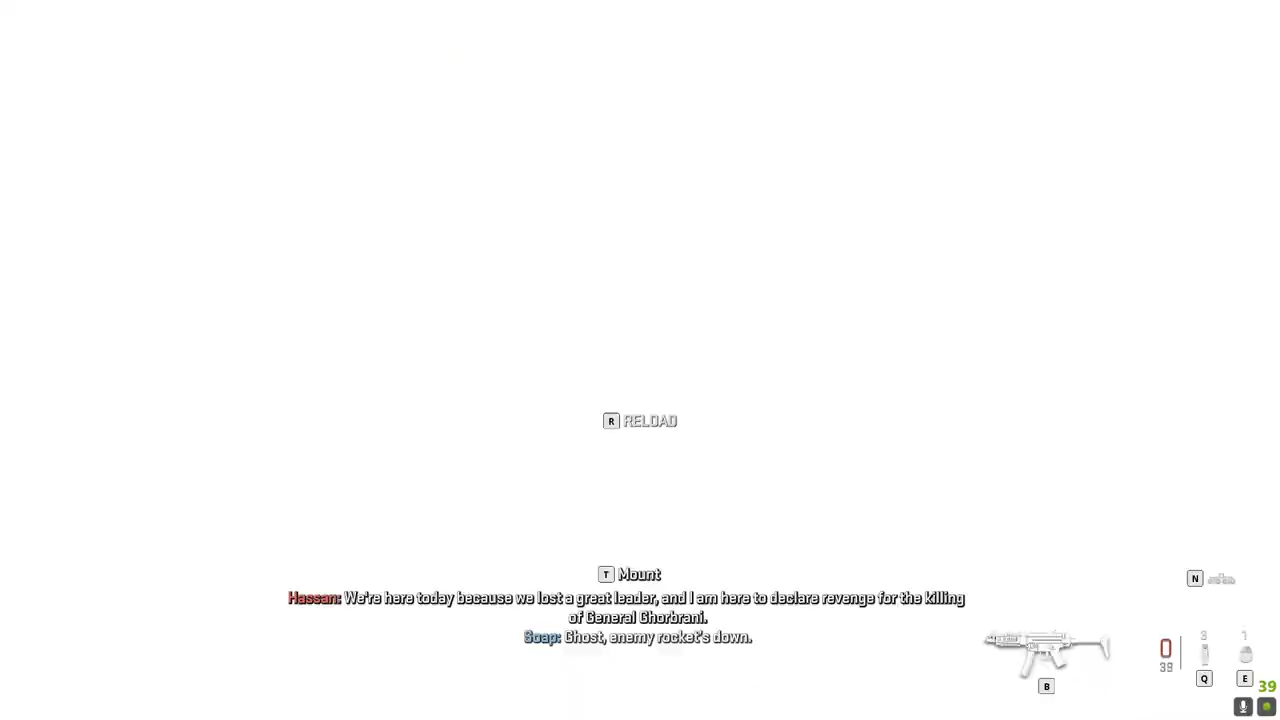 R RELOAD
T Mount
Hassan: We're here today because we lost a great leader, and I am here to declare revenge for the killing
of General Ghorbrani.
Soap: Ghost, enemy rocket's down.
N
B
0
39
3
Q
1
E
39